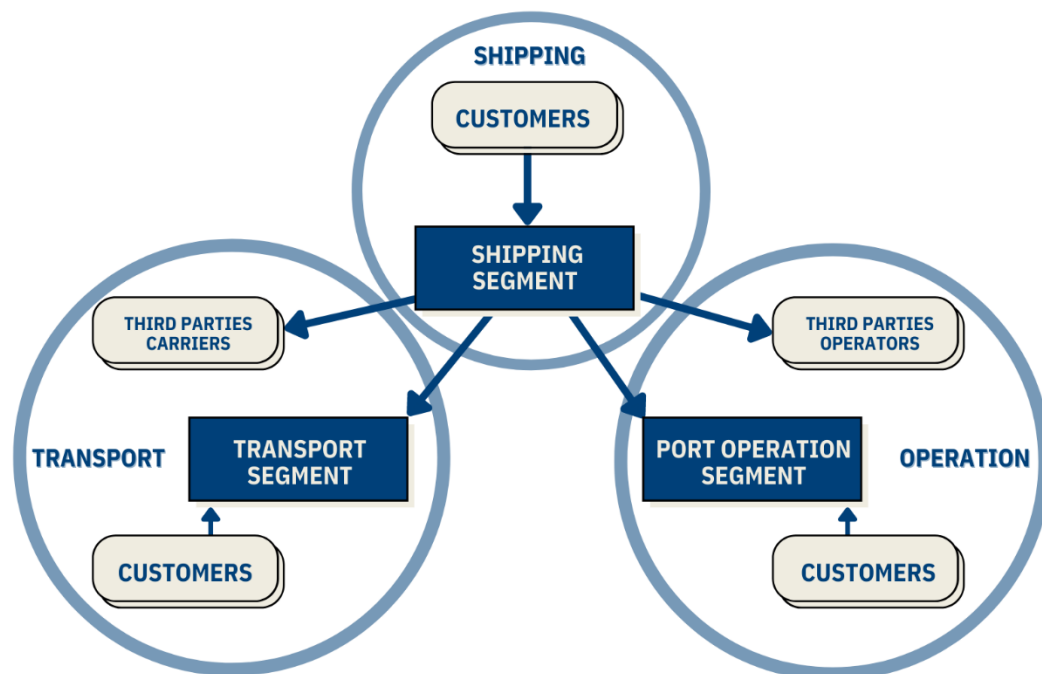 SHIPPING
CUSTOMERS
SHIPPING
SEGMENT
THIRD PARTIES
CARRIERS
THIRD PARTIES
OPERATORS
TRANSPORT
TRANSPORT
SEGMENT
PORT OPERATION
SEGMENT
OPERATION
CUSTOMERS
CUSTOMERS